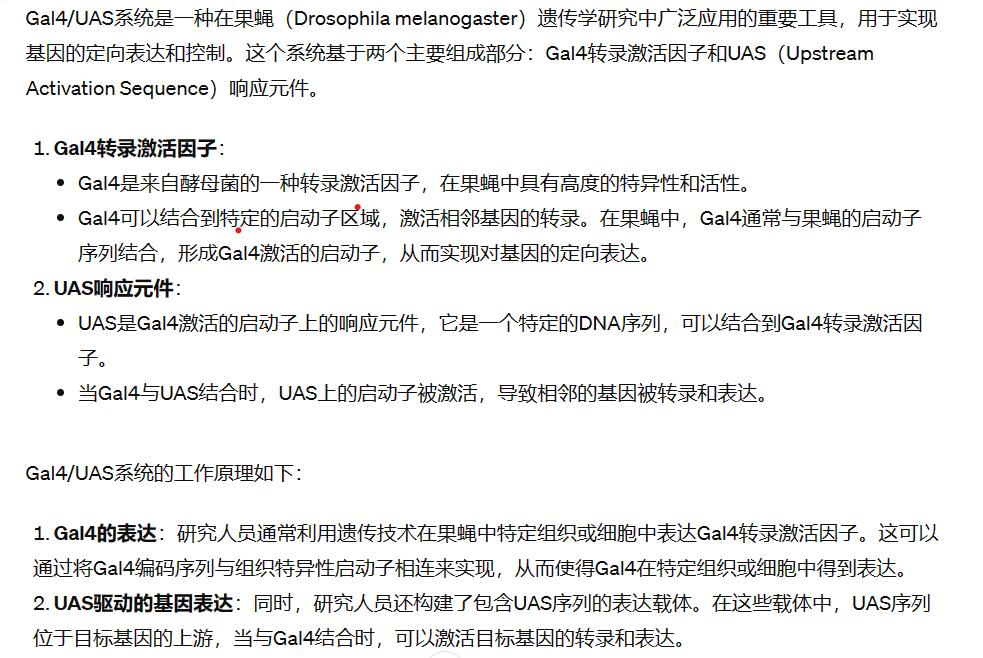 Gal4/UAS系统是一种在果蝇（Drosophila melanogaster）遗传学研究中广泛应用的重要工具，用于实现
基因的定向表达和控制。这个系统基于两个主要组成部分：Gal4转录激活因子和UAS（Upstream
Activation Sequence）响应元件。
1. Gal4转录激活因子：
• Gal4是来自酵母菌的一种转录激活因子，在果蝇中具有高度的特异性和活性。
• Gal4可以结合到特定的启动子区域，激活相邻基因的转录。在果蝇中，Gal4通常与果蝇的启动子
序列结合，形成Gal4激活的启动子，从而实现对基因的定向表达。
2. UAS响应元件：
• UAS是Gal4激活的启动子上的响应元件，它是一个特定的DNA序列，可以结合到Gal4转录激活因
子。
• 当Gal4与UAS结合时，UAS上的启动子被激活，导致相邻的基因被转录和表达。
Gal4/UAS系统的工作原理如下：
1. Gal4的表达：研究人员通常利用遗传技术在果蝇中特定组织或细胞中表达Gal4转录激活因子。这可以
通过将Gal4编码序列与组织特异性启动子相连来实现，从而使得Gal4在特定组织或细胞中得到表达。
2. UAS驱动的基因表达：同时，研究人员还构建了包含UAS序列的表达载体。在这些载体中，UAS序列
位于目标基因的上游，当与Gal4结合时，可以激活目标基因的转录和表达。